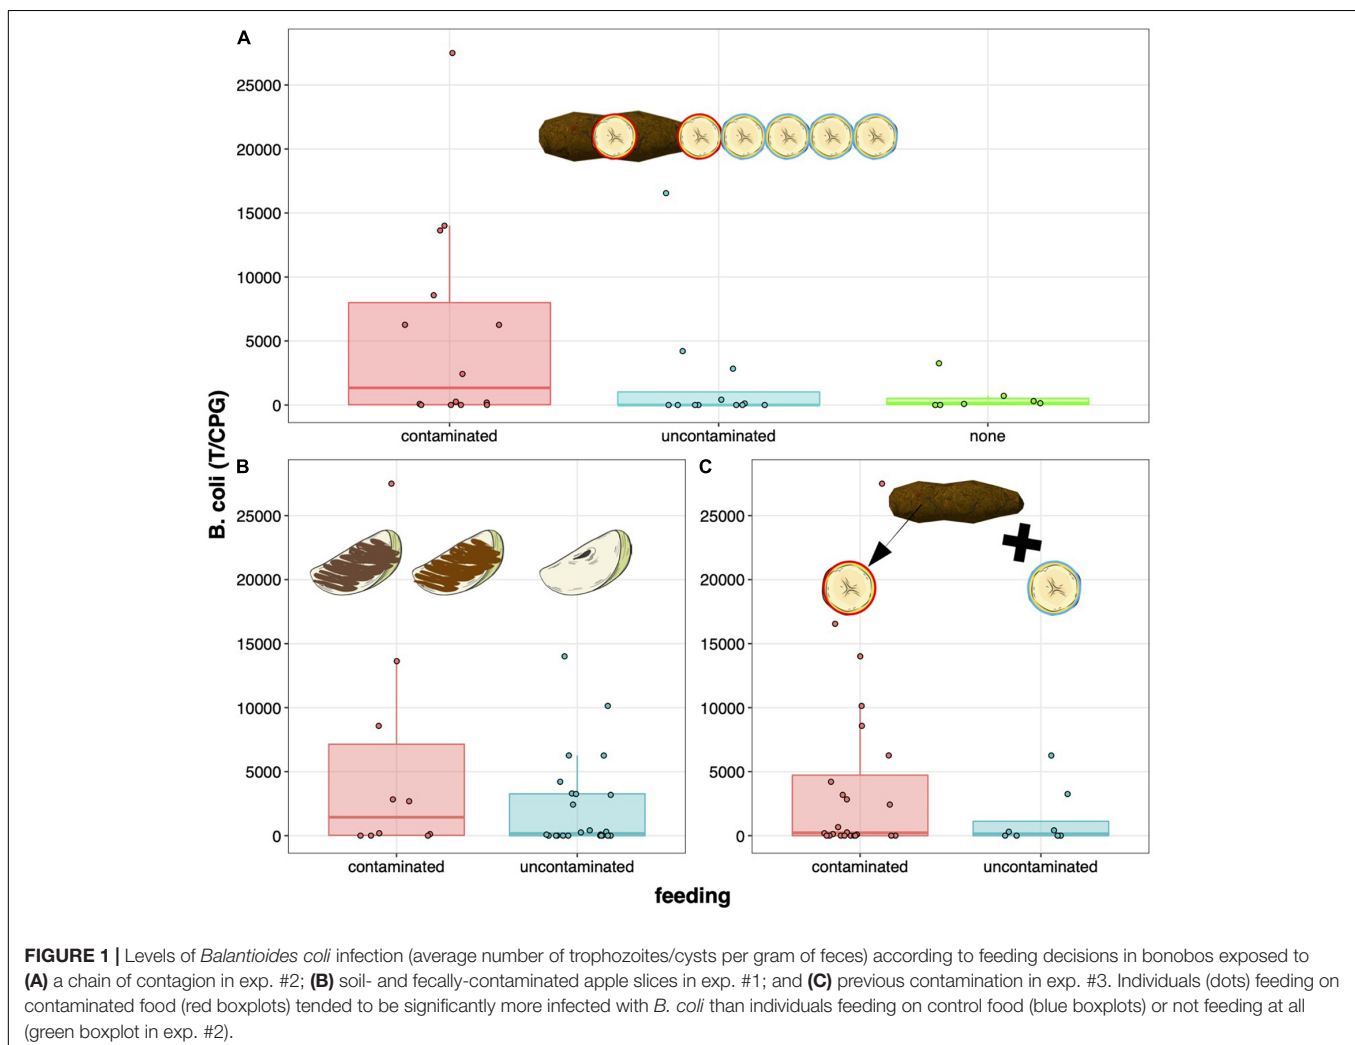 A
25000
20000
15000
10000
5000
0
contaminated
uncontaminated
none
B. coli (T/CPG)
B
25000
20000
15000
10000
5000
0
contaminated
uncontaminated
C
25000
20000
15000
10000
5000
0
contaminated
uncontaminated
feeding
FIGURE 1 | Levels of Balantioides coli infection (average number of trophozoites/cysts per gram of feces) according to feeding decisions in bonobos exposed to
(A) a chain of contagion in exp. #2; (B) soil- and fecally-contaminated apple slices in exp. #1; and (C) previous contamination in exp. #3. Individuals (dots) feeding on
contaminated food (red boxplots) tended to be significantly more infected with B. coli than individuals feeding on control food (blue boxplots) or not feeding at all
(green boxplot in exp. #2).